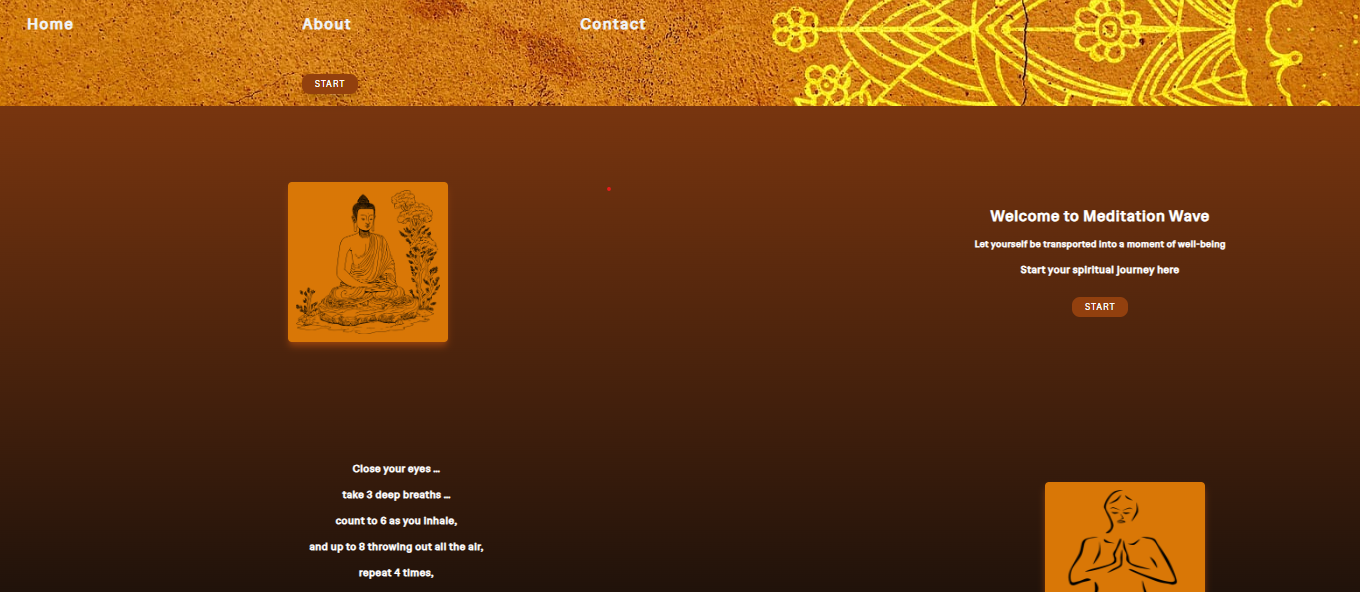 Home
About
Contact
START
Welcome to Meditation Wave
Let yourself be transported into a moment of well-being
Start your spiritual journey here
START
Close your eyes ...
take 3 deep breaths ...
count to 6 as you inhale,
and up to 8 throwing out all the air,
repeat 4 times,